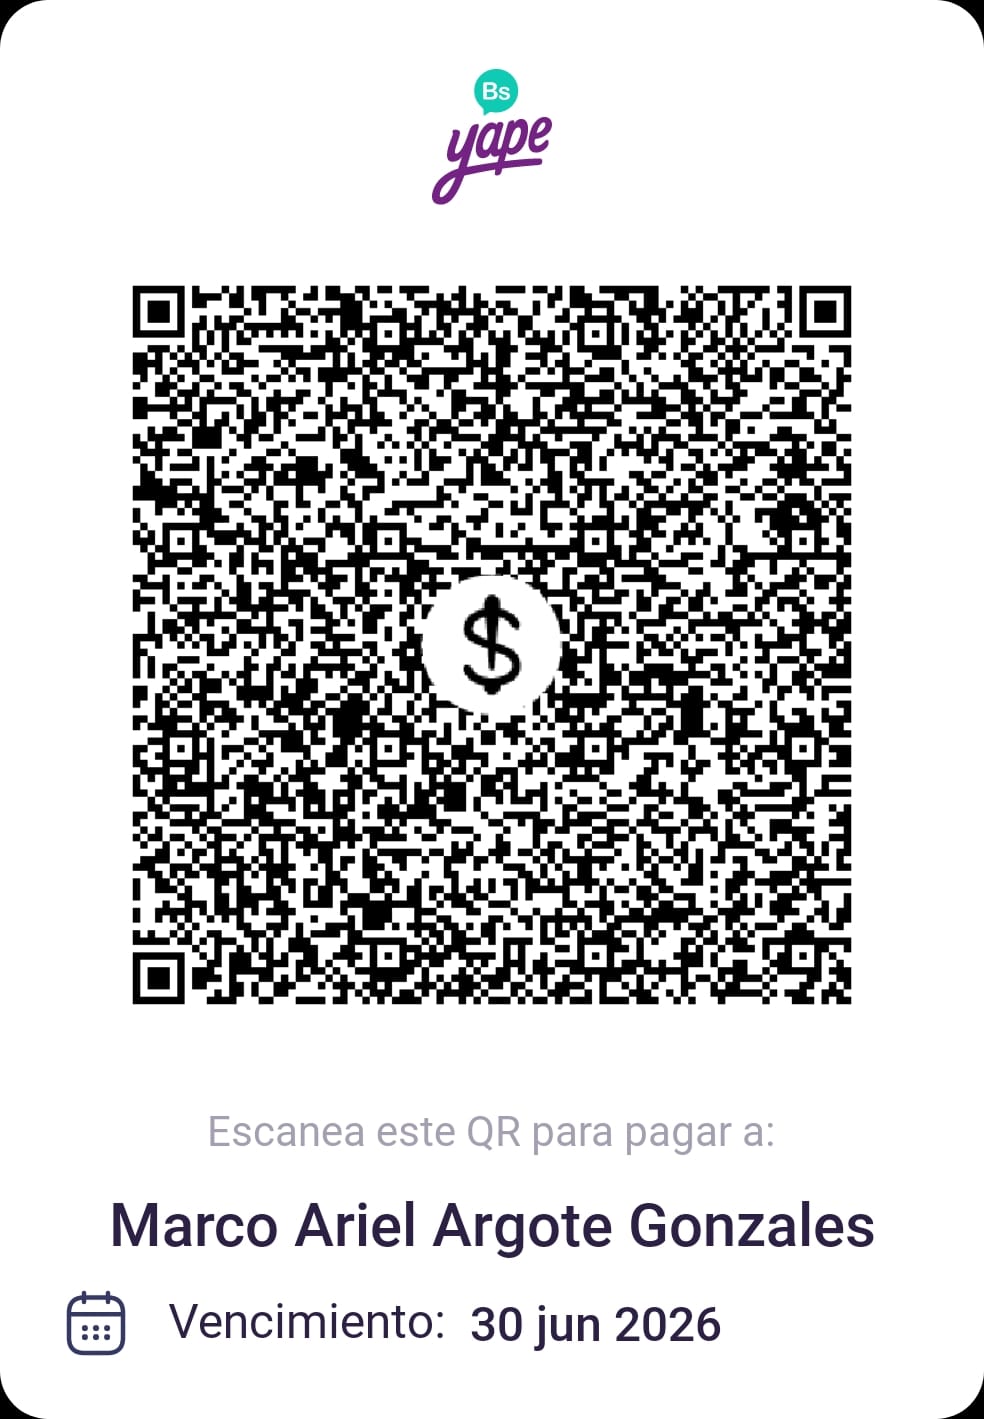 Bs
yape
$
Escanea este QR para pagar a:
Marco Ariel Argote Gonzales
Vencimiento: 30 jun 2026